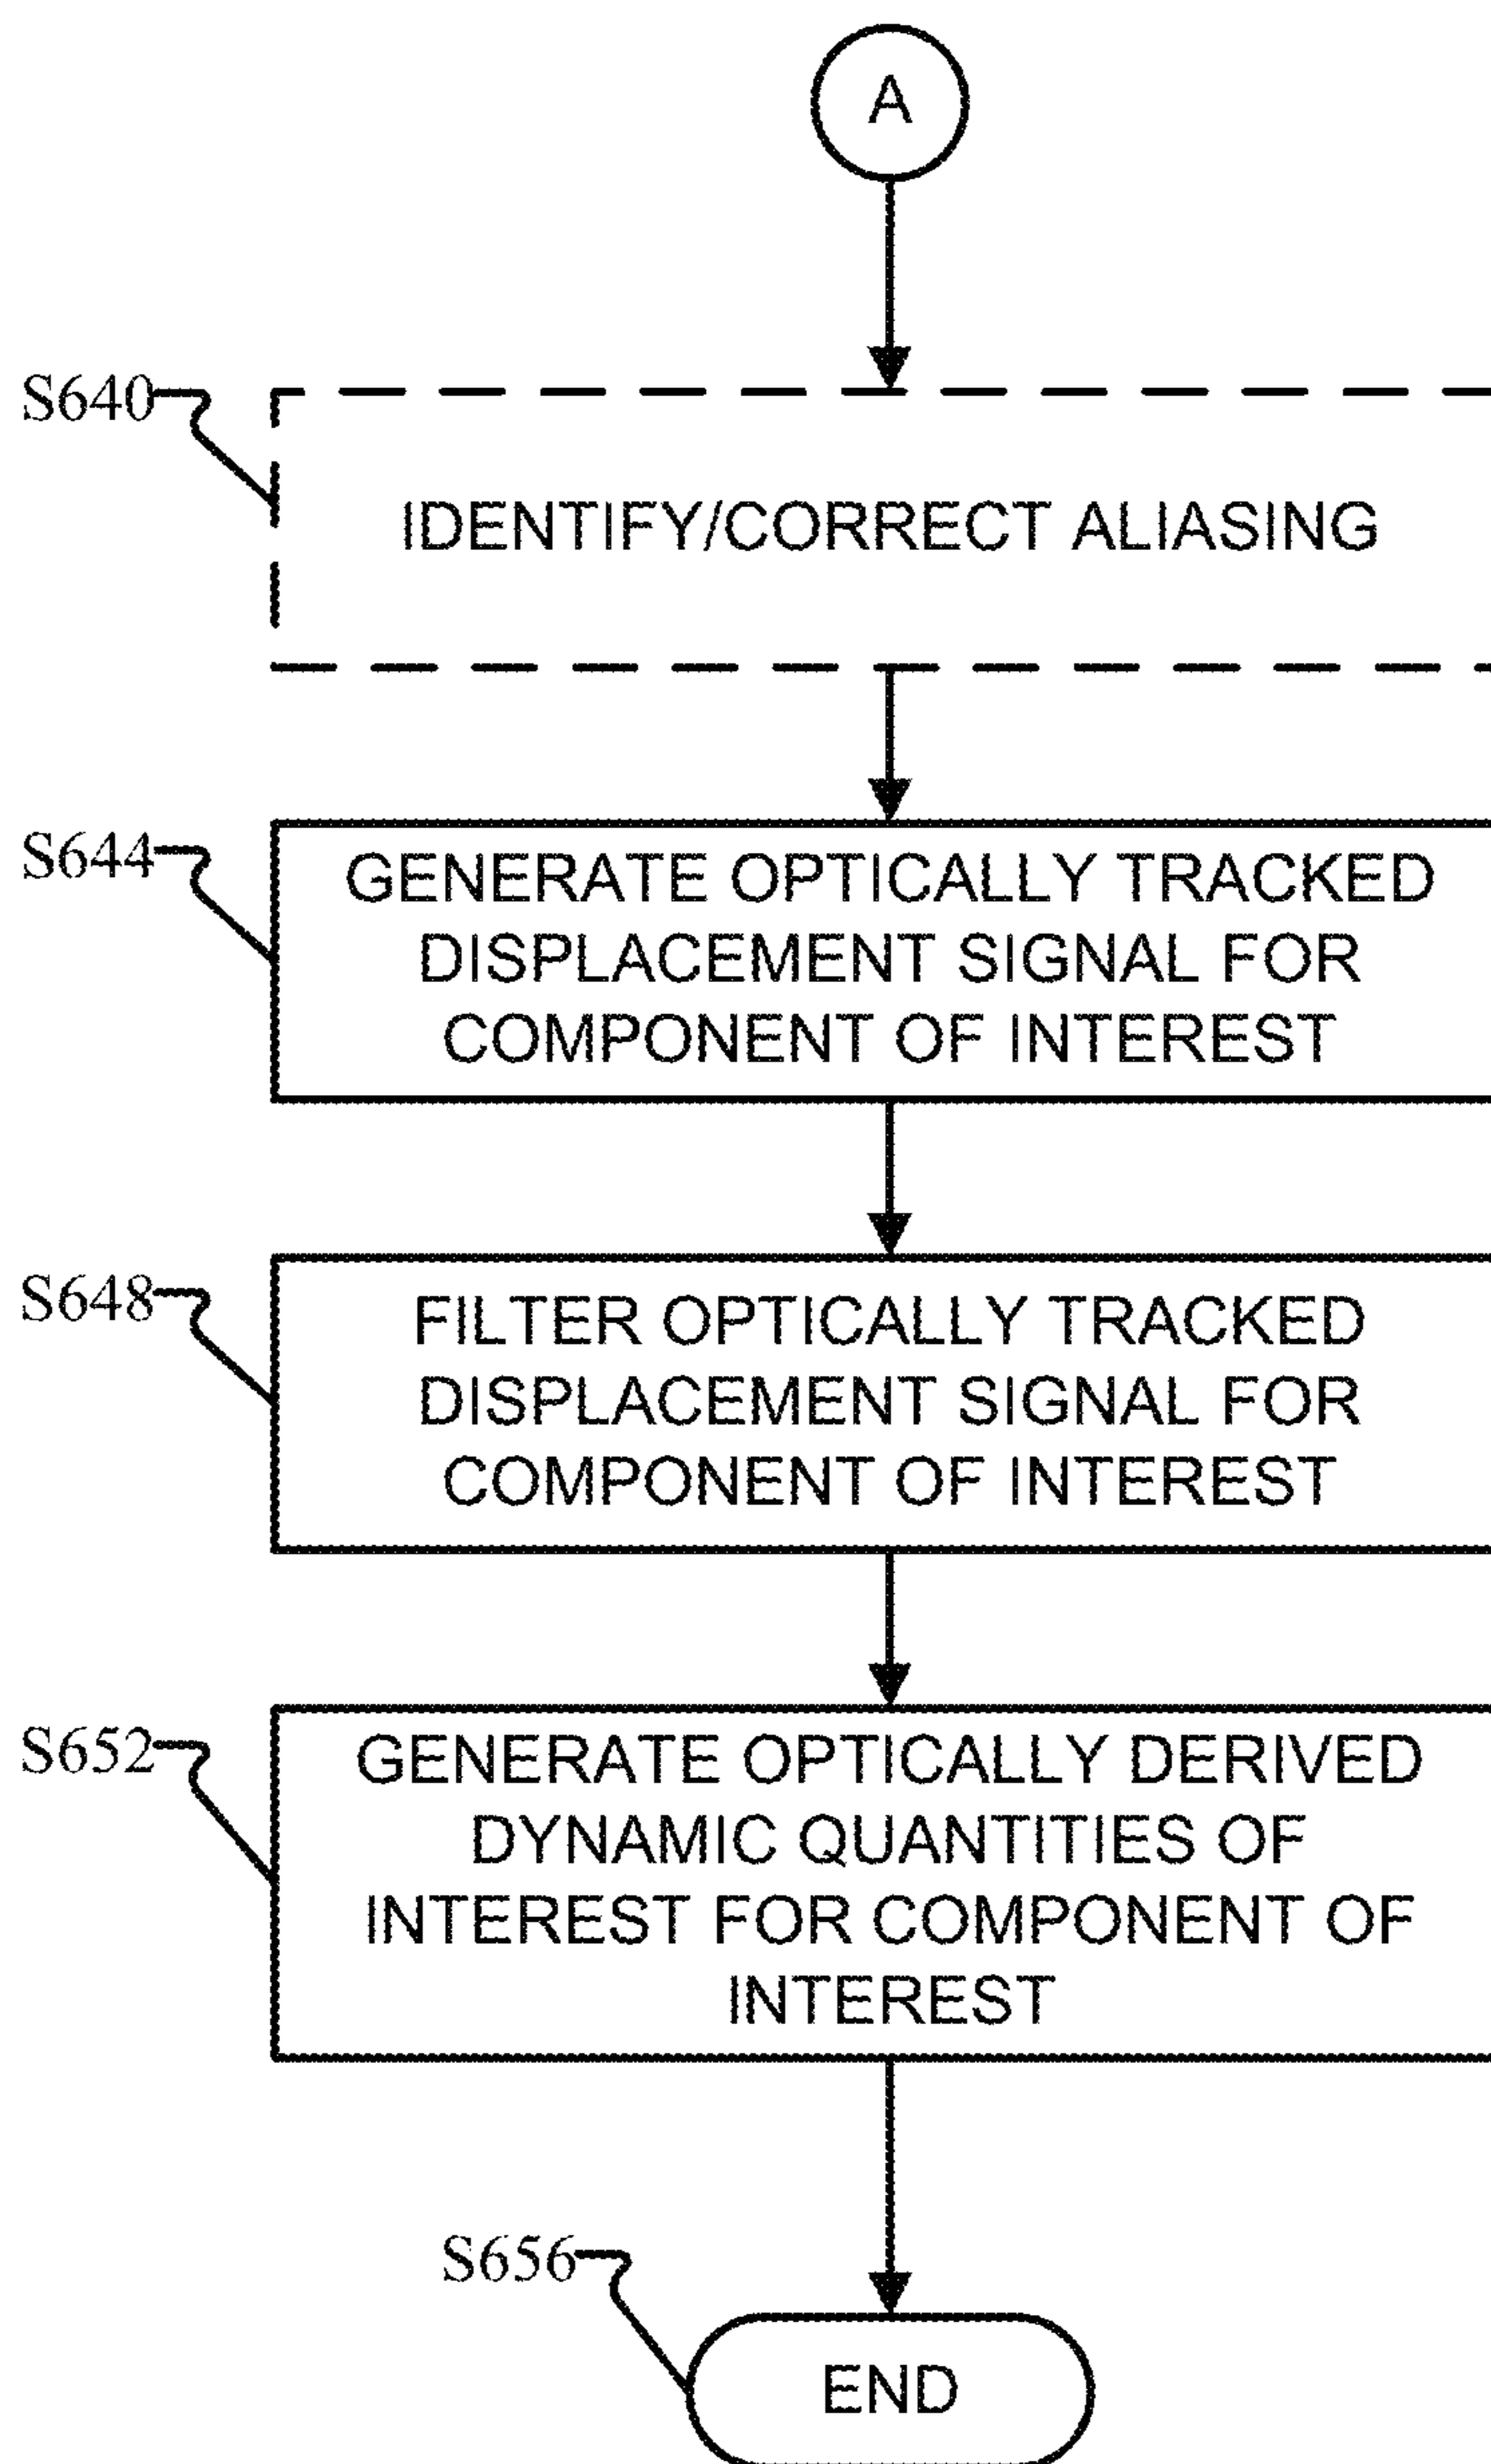 A
S640
IDENTIFY/CORRECT ALIASING
S644
GENERATE OPTICALLY TRACKED
DISPLACEMENT SIGNAL FOR
COMPONENT OF INTEREST
S648
FILTER OPTICALLY TRACKED
DISPLACEMENT SIGNAL FOR
COMPONENT OF INTEREST
S652
GENERATE OPTICALLY DERIVED
DYNAMIC QUANTITIES OF
INTEREST FOR COMPONENT OF
INTEREST
S656
END